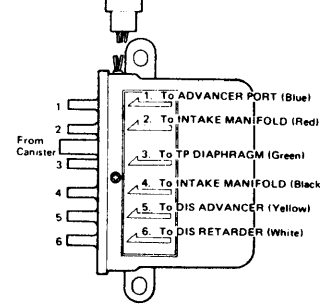 1. To ADVANCER PORT (Blue)
1
2. To INTAKE MANIFOLD (Red)
2
From
Canister
3. To TP DIAPHRAGM (Green)
3
4. To INTAKE MANIFOLD (Black
4
5. To DIS ADVANCER (Yellow)
5
6. To DIS RETARDER (White)
6